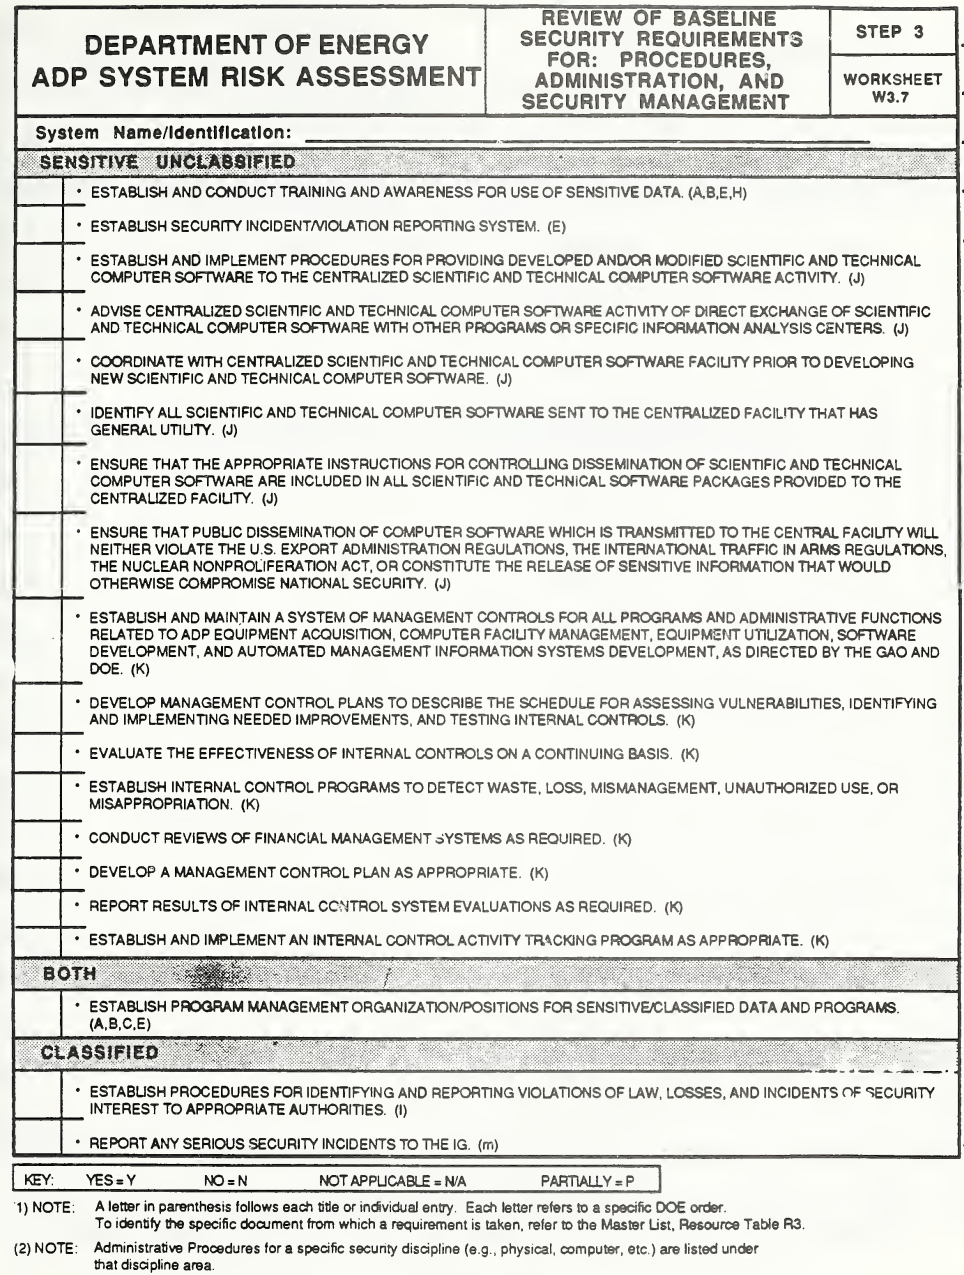 DEPARTMENT OF ENERGY
ADP SYSTEM RISK ASSESSMENT
REVIEW OF BASELINE
SECURITY REQUIREMENTS
FOR: PROCEDURES,
ADMINISTRATION, AND
SECURITY MANAGEMENT
STEP 3
WORKSHEET
W3.7
System Name/Identification:
SENSITIVE UNCLASSIFIED
• ESTABLISH AND CONDUCT TRAINING AND AWARENESS FOR USE OF SENSITIVE DATA. (A,B,E,H)
• ESTABLISH SECURITY INCIDENT/VIOLATION REPORTING SYSTEM. (E)
• ESTABLISH AND IMPLEMENT PROCEDURES FOR PROVIDING DEVELOPED AND/OR MODIFIED SCIENTIFIC AND TECHNICAL
COMPUTER SOFTWARE TO THE CENTRALIZED SCIENTIFIC AND TECHNICAL COMPUTER SOFTWARE ACTIVITY. (J)
• ADVISE CENTRALIZED SCIENTIFIC AND TECHNICAL COMPUTER SOFTWARE ACTIVITY OF DIRECT EXCHANGE OF SCIENTIFIC
AND TECHNICAL COMPUTER SOFTWARE WITH OTHER PROGRAMS OR SPECIFIC INFORMATION ANALYSIS CENTERS. (J)
• COORDINATE WITH CENTRALIZED SCIENTIFIC AND TECHNICAL COMPUTER SOFTWARE FACILITY PRIOR TO DEVELOPING
NEW SCIENTIFIC AND TECHNICAL COMPUTER SOFTWARE. (J)
• IDENTIFY ALL SCIENTIFIC AND TECHNICAL COMPUTER SOFTWARE SENT TO THE CENTRALIZED FACILITY THAT HAS
GENERAL UTILITY. (J)
• ENSURE THAT THE APPROPRIATE INSTRUCTIONS FOR CONTROLLING DISSEMINATION OF SCIENTIFIC AND TECHNICAL
COMPUTER SOFTWARE ARE INCLUDED IN ALL SCIENTIFIC AND TECHNICAL SOFTWARE PACKAGES PROVIDED TO THE
CENTRALIZED FACILITY. (J)
• ENSURE THAT PUBLIC DISSEMINATION OF COMPUTER SOFTWARE WHICH IS TRANSMITTED TO THE CENTRAL FACILITY WILL
NEITHER VIOLATE THE U.S. EXPORT ADMINISTRATION REGULATIONS, THE INTERNATIONAL TRAFFIC IN ARMS REGULATIONS,
THE NUCLEAR NONPROLIFERATION ACT, OR CONSTITUTE THE RELEASE OF SENSITIVE INFORMATION THAT WOULD
OTHERWISE COMPROMISE NATIONAL SECURITY. (J)
• ESTABLISH AND MAINTAIN A SYSTEM OF MANAGEMENT CONTROLS FOR ALL PROGRAMS AND ADMINISTRATIVE FUNCTIONS
RELATED TO ADP EQUIPMENT ACQUISITION, COMPUTER FACILITY MANAGEMENT, EQUIPMENT UTILIZATION, SOFTWARE
DEVELOPMENT, AND AUTOMATED MANAGEMENT INFORMATION SYSTEMS DEVELOPMENT, AS DIRECTED BY THE GAO AND
DOE. (K)
• DEVELOP MANAGEMENT CONTROL PLANS TO DESCRIBE THE SCHEDULE FOR ASSESSING VULNERABILITIES, IDENTIFYING
AND IMPLEMENTING NEEDED IMPROVEMENTS, AND TESTING INTERNAL CONTROLS. (K)
• EVALUATE THE EFFECTIVENESS OF INTERNAL CONTROLS ON A CONTINUING BASIS. (K)
• ESTABLISH INTERNAL CONTROL PROGRAMS TO DETECT WASTE, LOSS, MISMANAGEMENT, UNAUTHORIZED USE, OR
MISAPPROPRIATION. (K)
• CONDUCT REVIEWS OF FINANCIAL MANAGEMENT SYSTEMS AS REQUIRED. (K)
• DEVELOP A MANAGEMENT CONTROL PLAN AS APPROPRIATE. (K)
• REPORT RESULTS OF INTERNAL CONTROL SYSTEM EVALUATIONS AS REQUIRED. (K)
• ESTABLISH AND IMPLEMENT AN INTERNAL CONTROL ACTIVITY TRACKING PROGRAM AS APPROPRIATE. (K)
BOTH
• ESTABLISH PROGRAM MANAGEMENT ORGANIZATION/POSITIONS FOR SENSITIVE/CLASSIFIED DATA AND PROGRAMS.
(A,B,C,E)
CLASSIFIED
• ESTABLISH PROCEDURES FOR IDENTIFYING AND REPORTING VIOLATIONS OF LAW, LOSSES, AND INCIDENTS OF SECURITY
INTEREST TO APPROPRIATE AUTHORITIES. (I)
• REPORT ANY SERIOUS SECURITY INCIDENTS TO THE IG. (m)
KEY: YES = Y NO = N NOT APPLICABLE = N/A PARTIALLY = P
1) NOTE: A letter in parenthesis follows each title or individual entry. Each letter refers to a specific DOE order.
To identify the specific document from which a requirement is taken, refer to the Master List, Resource Table R3.
(2) NOTE: Administrative Procedures for a specific security discipline (e.g., physical, computer, etc.) are listed under
that discipline area.